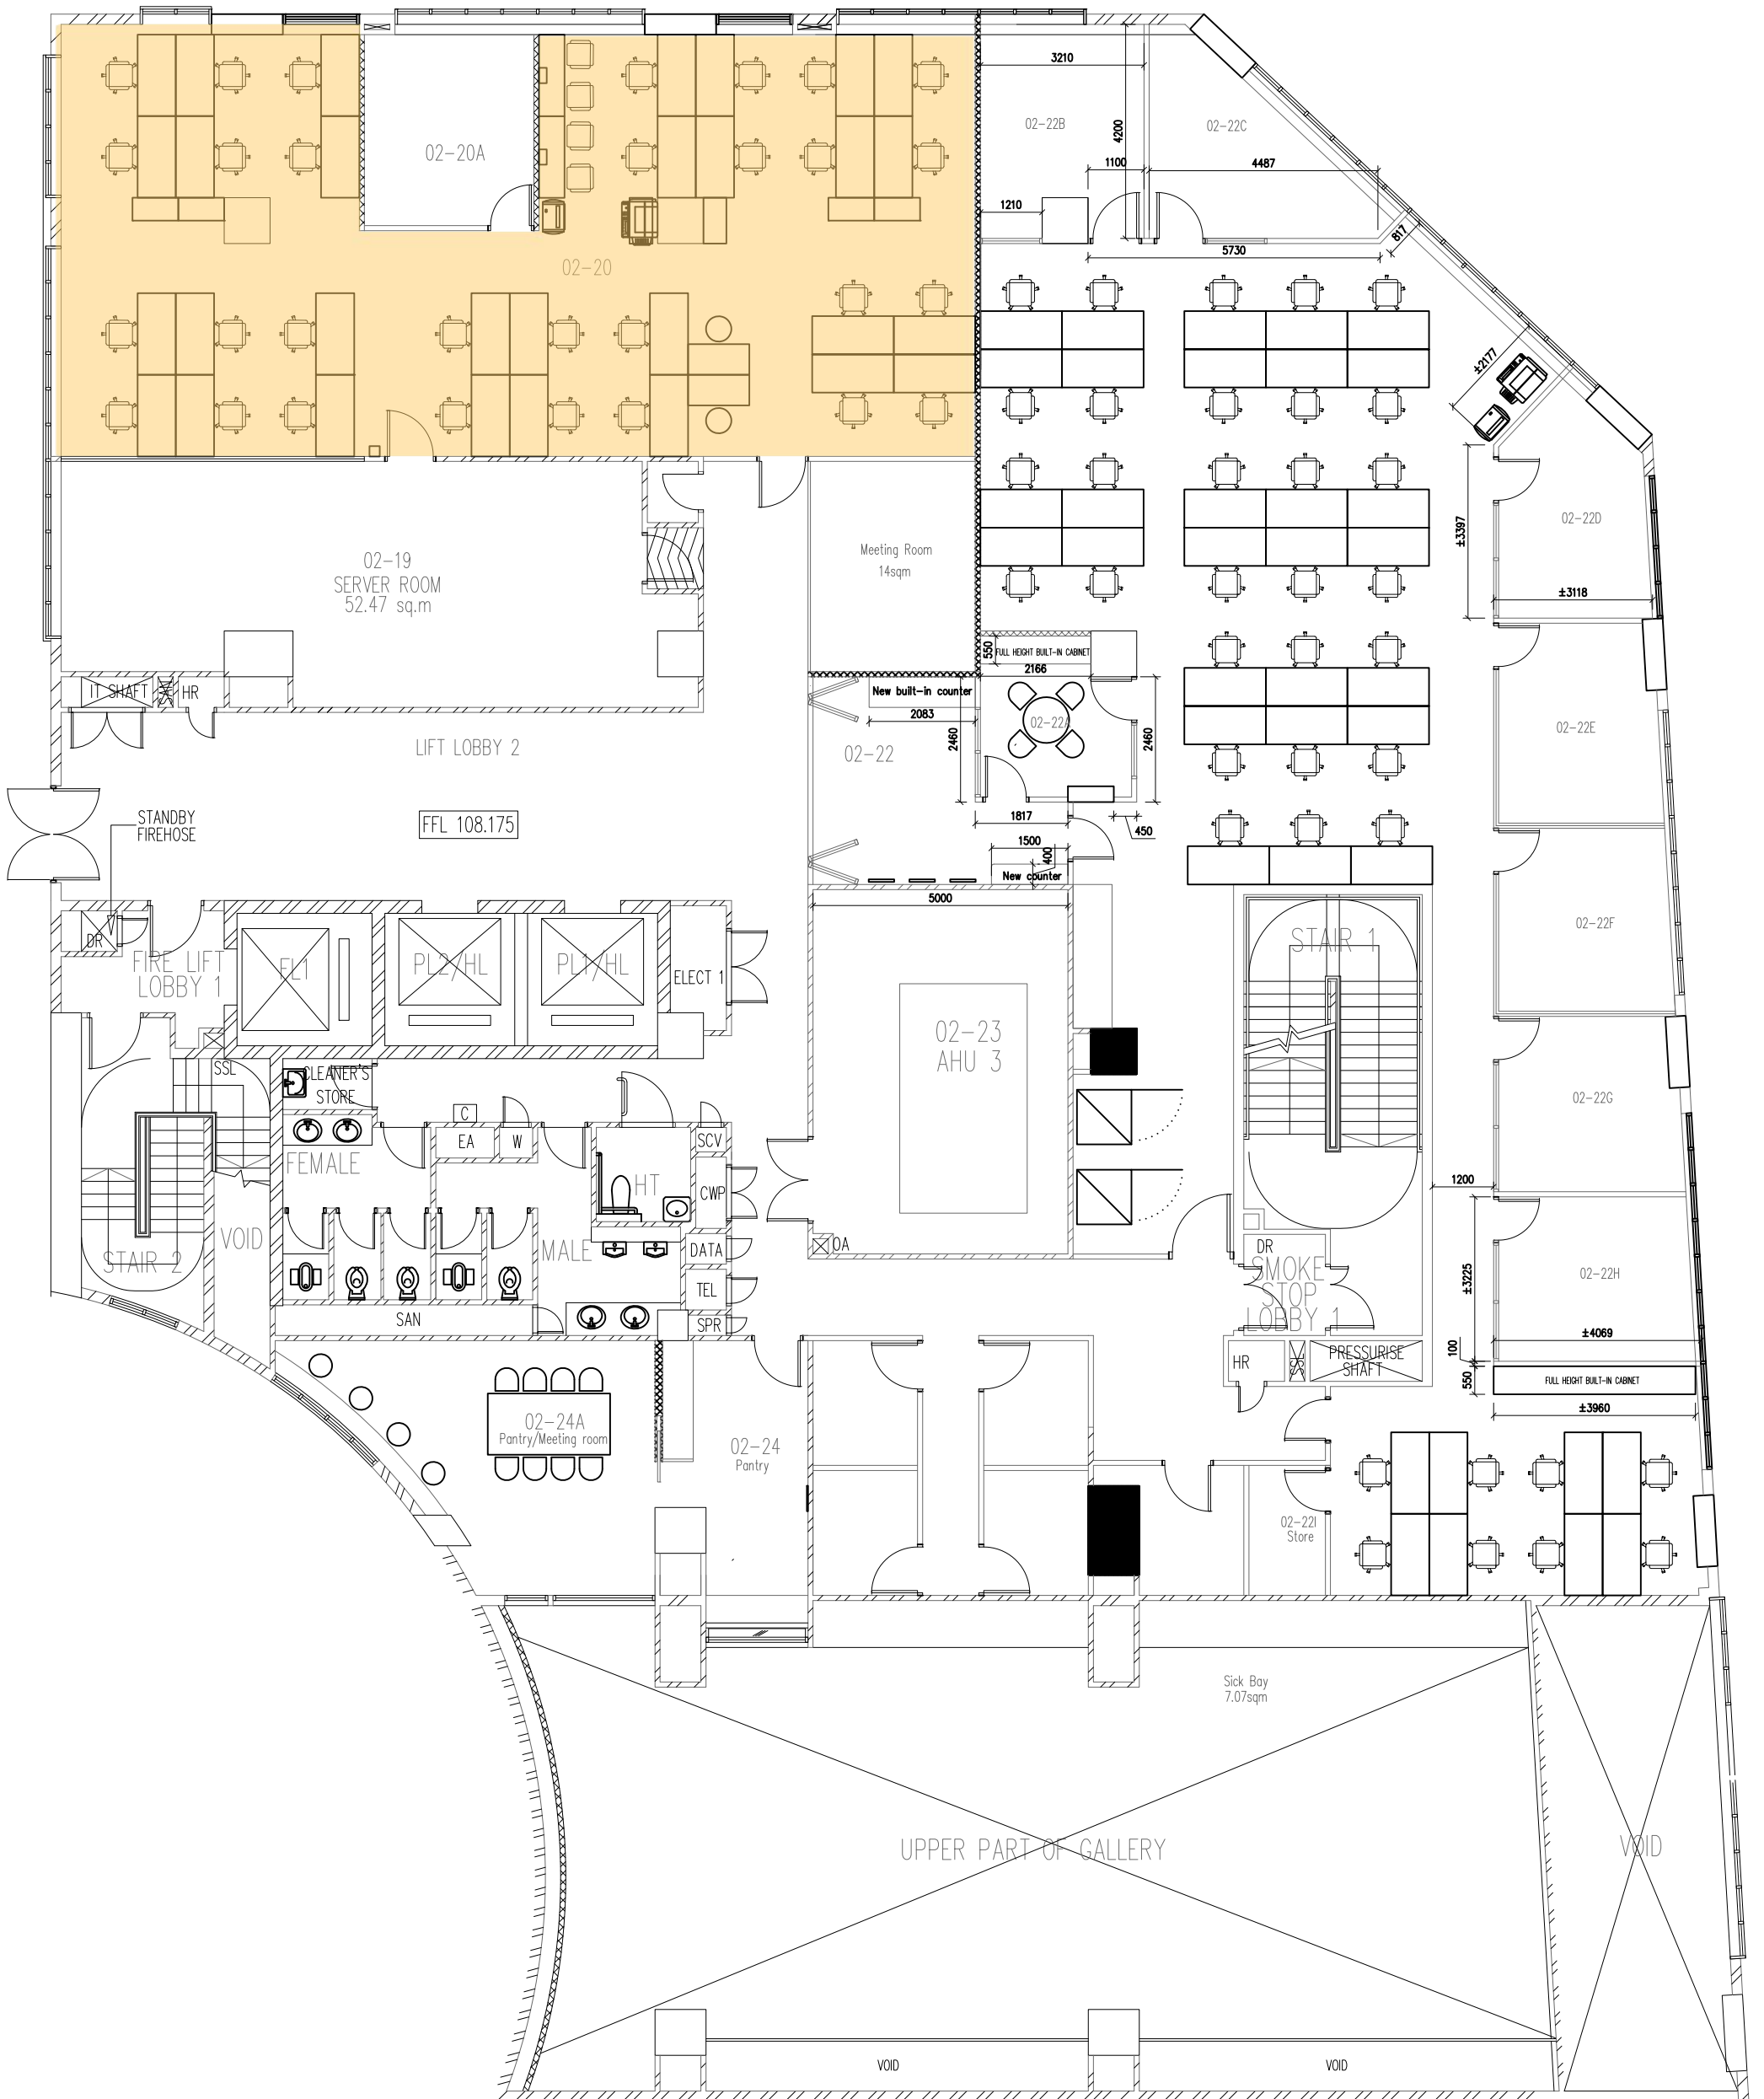 3210
02-22B
4200
02-22C
1100
4487
02-20A
1210
817
5730
02-20
±2177
02-19
SERVER ROOM
52.47 sq.m
Meeting Room
14sqm
±3397
02-22D
±3118
550
FULL HEIGHT BUILT-IN CABINET
2166
IT SHAFT
HR
New built-in counter
2083
02-22A
02-22E
LIFT LOBBY 2
02-22
2460
2460
STANDBY
FIREHOSE
FFL 108.175
1817
450
1500
400
New counter
5000
DR
FIRE LIFT
LOBBY 1
FL1
PL2/HL
PL1/HL
ELECT 1
STAIR 1
02-22F
02-23
AHU 3
SSL
CLEANER'S
STORE
C
EA
W
SCV
02-22G
FEMALE
HT
CWP
1200
VOID
STAIR 2
MALE
DATA
OA
DR
SMOKE
STOP
LOBBY 1
02-22H
±3225
TEL
SAN
SPR
±4069
100
HR
SSL
PRESSURISE
SHAFT
550
FULL HEIGHT BUILT-IN CABINET
±3960
02-24A
Pantry/Meeting room
02-24
Pantry
02-22I
Store
Sick Bay
7.07sqm
UPPER PART OF GALLERY
VOID
VOID
VOID